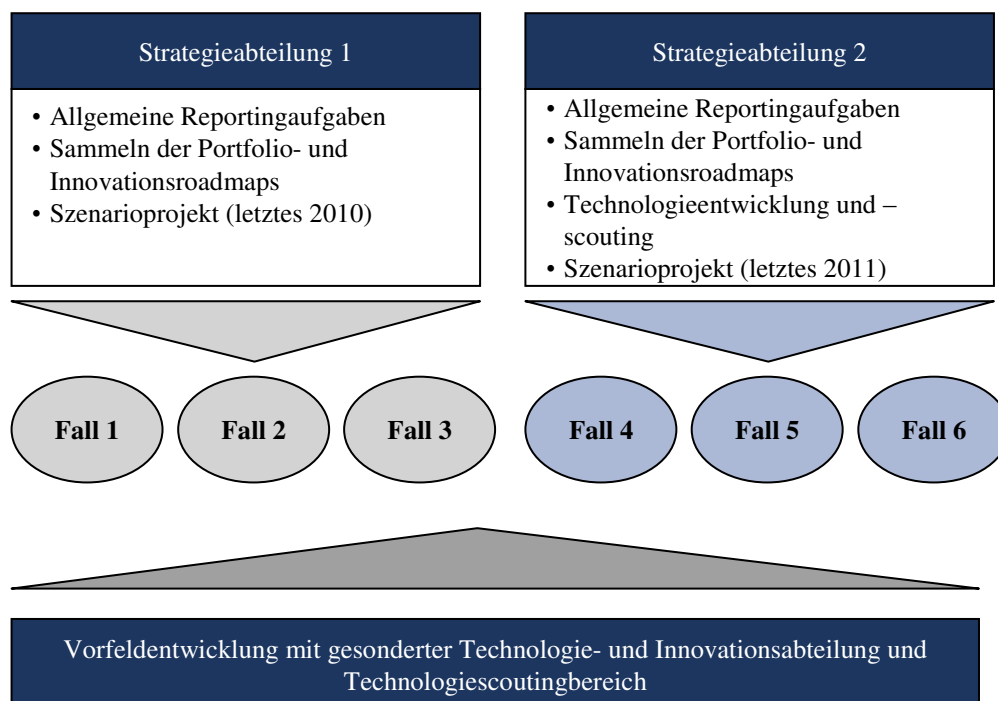 Strategieabteilung 1
• Allgemeine Reportingaufgaben
• Sammeln der Portfolio- und
Innovationsroadmaps
• Szenarioprojekt (letztes 2010)
Strategieabteilung 2
• Allgemeine Reportingaufgaben
• Sammeln der Portfolio- und
Innovationsroadmaps
• Technologieentwicklung und –
scouting
• Szenarioprojekt (letztes 2011)
Fall 1
Fall 2
Fall 3
Fall 4
Fall 5
Fall 6
Vorfeldentwicklung mit gesonderter Technologie- und Innovationsabteilung und
Technologiescoutingbereich